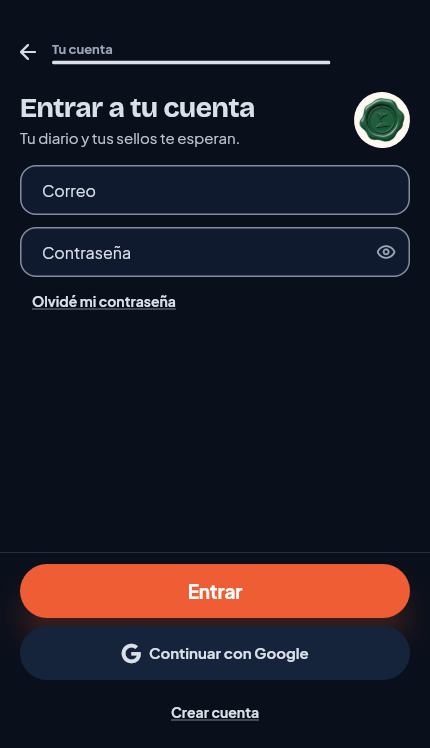 Tu cuenta
Entrar a tu cuenta
Tu diario y tus sellos te esperan.
Correo
Contraseña
Olvidé mi contraseña
Entrar
Continuar con Google
Crear cuenta